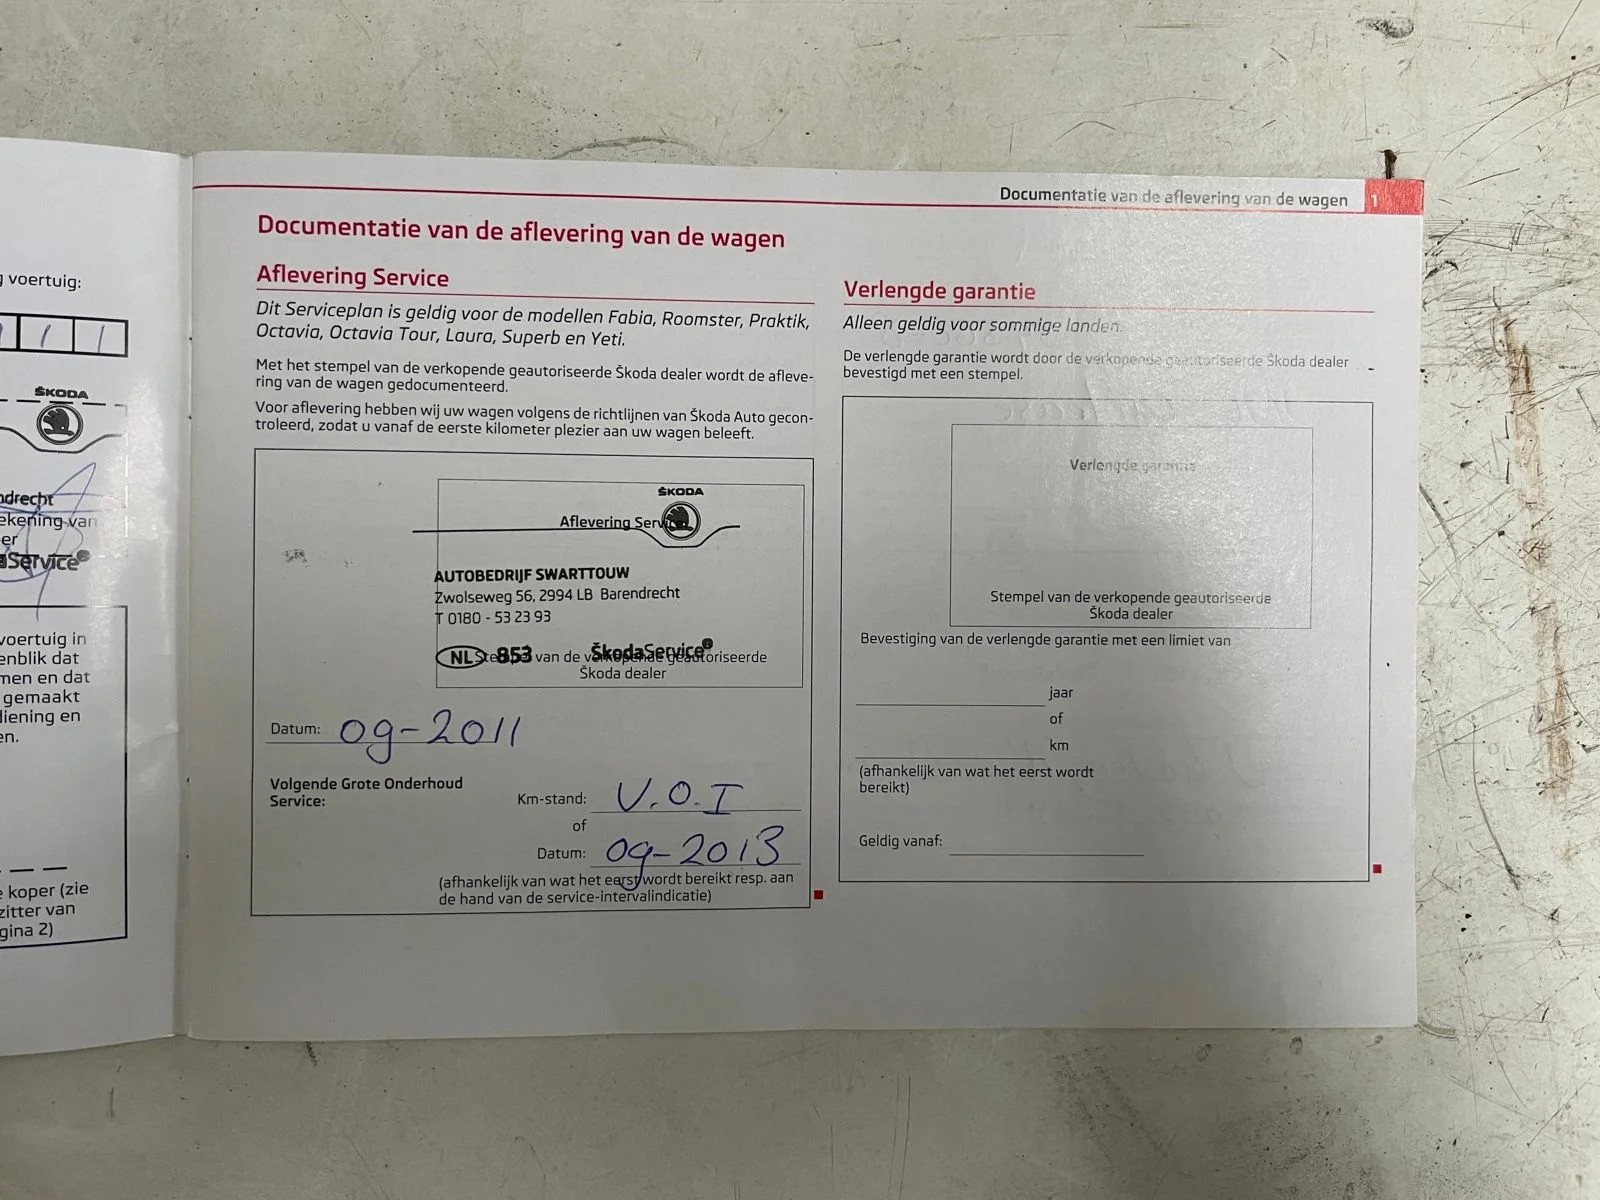 g voertuig:
1 1 1
ŠKODA
ndrecht
ekening van
er
aService
voertuig in
enblik dat
men en dat
gemaakt
diening en
en.
e koper (zie
zitter van
gina 2)
Documentatie van de aflevering van de wagen 1
Documentatie van de aflevering van de wagen
Aflevering Service
Dit Serviceplan is geldig voor de modellen Fabia, Roomster, Praktik,
Octavia, Octavia Tour, Laura, Superb en Yeti.
Met het stempel van de verkopende geautoriseerde Škoda dealer wordt de afleve-
ring van de wagen gedocumenteerd.
Voor aflevering hebben wij uw wagen volgens de richtlijnen van Škoda Auto gecon-
troleerd, zodat u vanaf de eerste kilometer plezier aan uw wagen beleeft.
ŠKODA
Aflevering Service
AUTOBEDRIJF SWARTTOUW
Zwolseweg 56, 2994 LB Barendrecht
T 0180 - 53 23 93
NL 853 ŠkodaService
Stempel van de verkopende geautoriseerde
Škoda dealer
Datum: 09-2011
Volgende Grote Onderhoud
Service:
Km-stand: V.O.I
of
Datum: 09-2013
(afhankelijk van wat het eerst wordt bereikt resp. aan
de hand van de service-intervalindicatie)
Verlengde garantie
Alleen geldig voor sommige landen.
De verlengde garantie wordt door de verkopende geautoriseerde Škoda dealer
bevestigd met een stempel.
Verlengde garantie
Stempel van de verkopende geautoriseerde
Škoda dealer
Bevestiging van de verlengde garantie met een limiet van
jaar
of
km
(afhankelijk van wat het eerst wordt
bereikt)
Geldig vanaf: